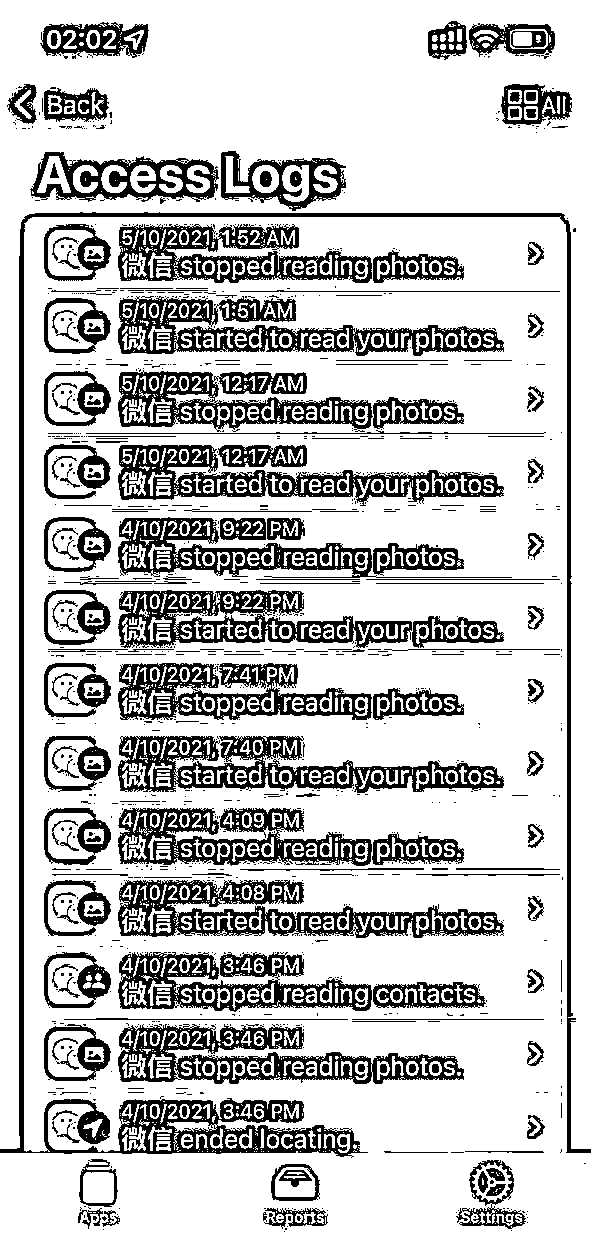 02:02
Back
All
Access Logs
5/10/2021, 1:52 AM
微信 stopped reading photos.
5/10/2021, 1:51 AM
微信 started to read your photos.
5/10/2021, 12:17 AM
微信 stopped reading photos.
5/10/2021, 12:17 AM
微信 started to read your photos.
4/10/2021, 9:22 PM
微信 stopped reading photos.
4/10/2021, 9:22 PM
微信 started to read your photos.
4/10/2021, 7:41 PM
微信 stopped reading photos.
4/10/2021, 7:40 PM
微信 started to read your photos.
4/10/2021, 4:09 PM
微信 stopped reading photos.
4/10/2021, 4:08 PM
微信 started to read your photos.
4/10/2021, 3:46 PM
微信 stopped reading contacts.
4/10/2021, 3:46 PM
微信 stopped reading photos.
4/10/2021, 3:46 PM
微信 ended locating.
Apps
Reports
Settings